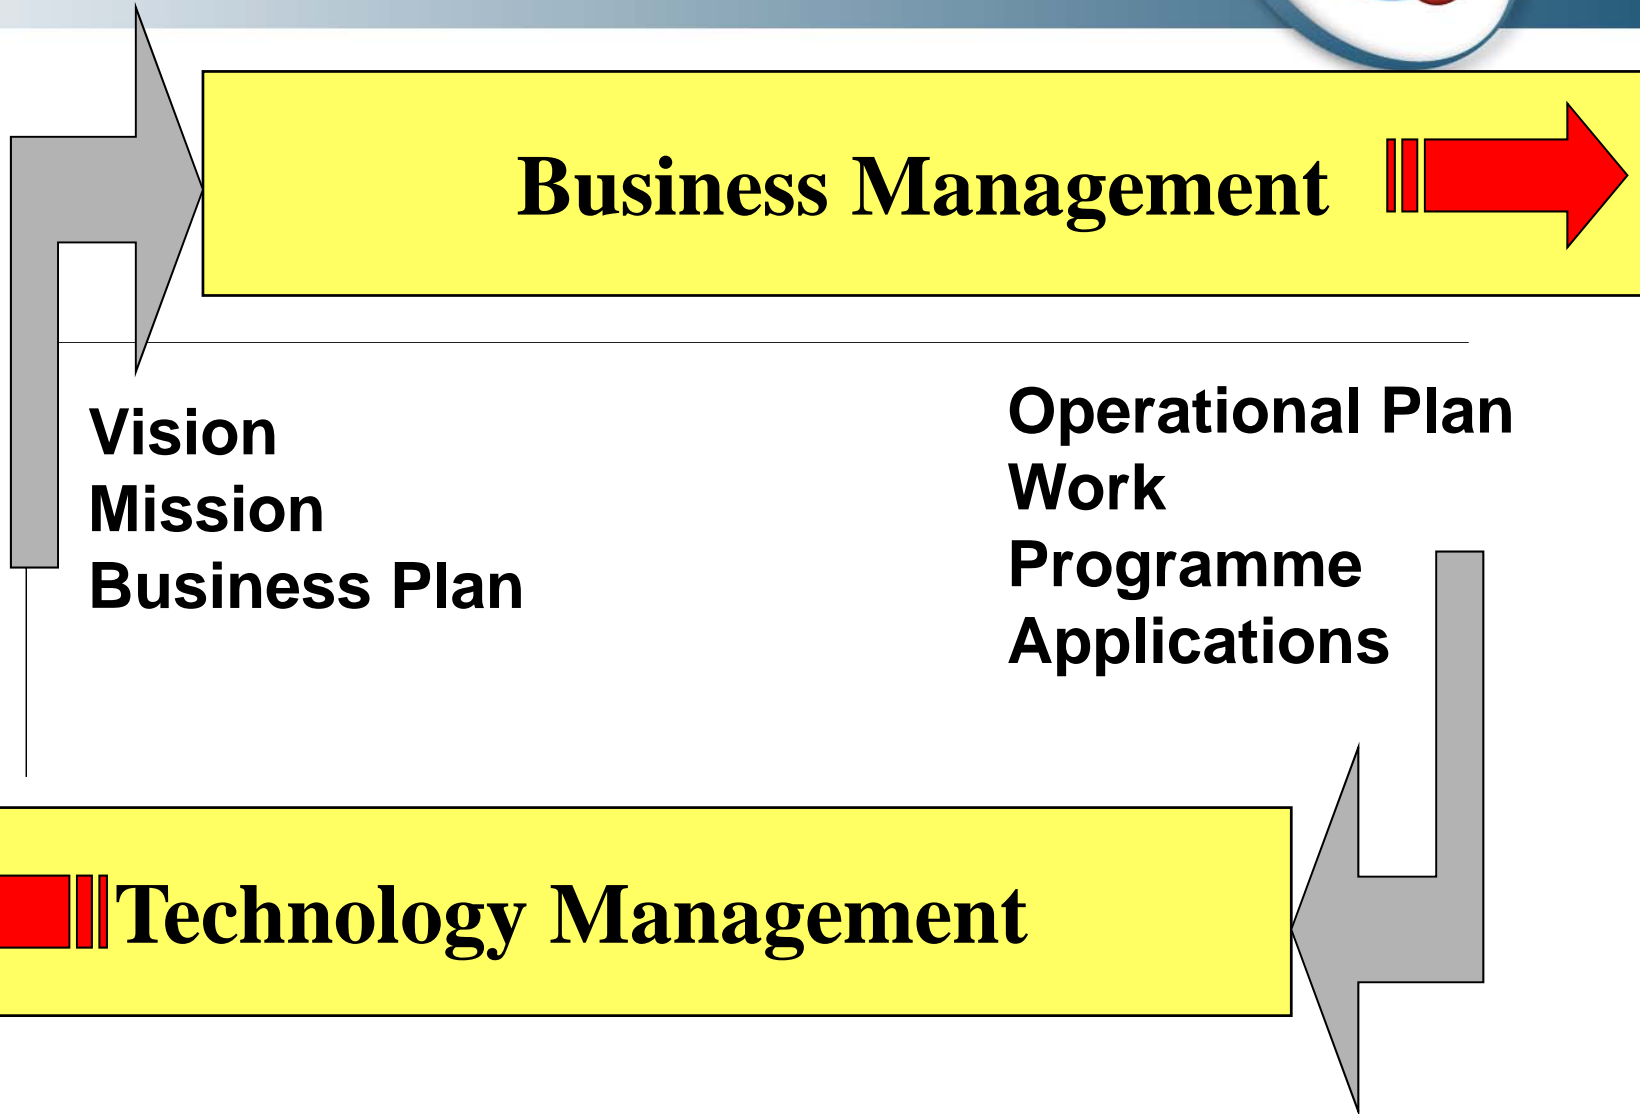 Business Management
Vision
Mission
Business Plan
Operational Plan
Work
Programme
Applications
Technology Management